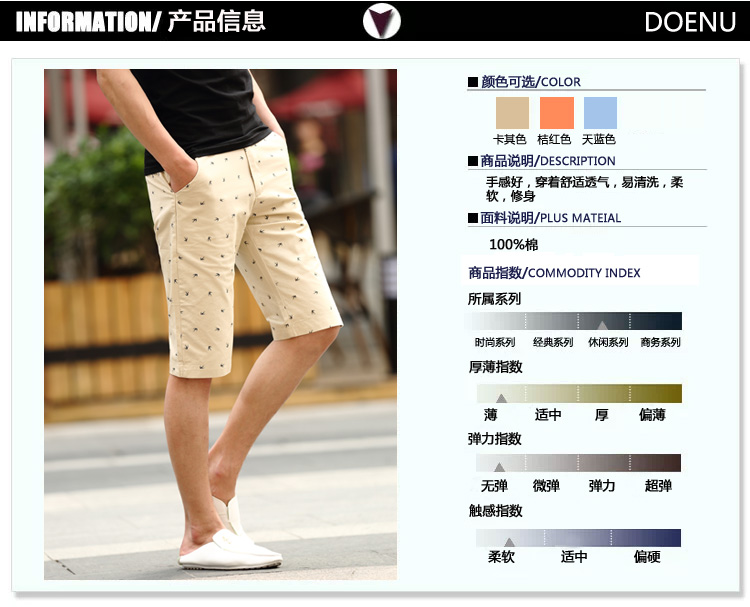 INFORMATION/ 产品信息
DOENU
颜色可选/COLOR
卡其色 桔红色 天蓝色
商品说明/DESCRIPTION
手感好，穿着舒适透气，易清洗，柔
软，修身
面料说明/PLUS MATEIAL
100%棉
商品指数/COMMODITY INDEX
所属系列
时尚系列 经典系列 休闲系列 商务系列
厚薄指数
薄 适中 厚 偏薄
弹力指数
无弹 微弹 弹力 超弹
触感指数
柔软 适中 偏硬